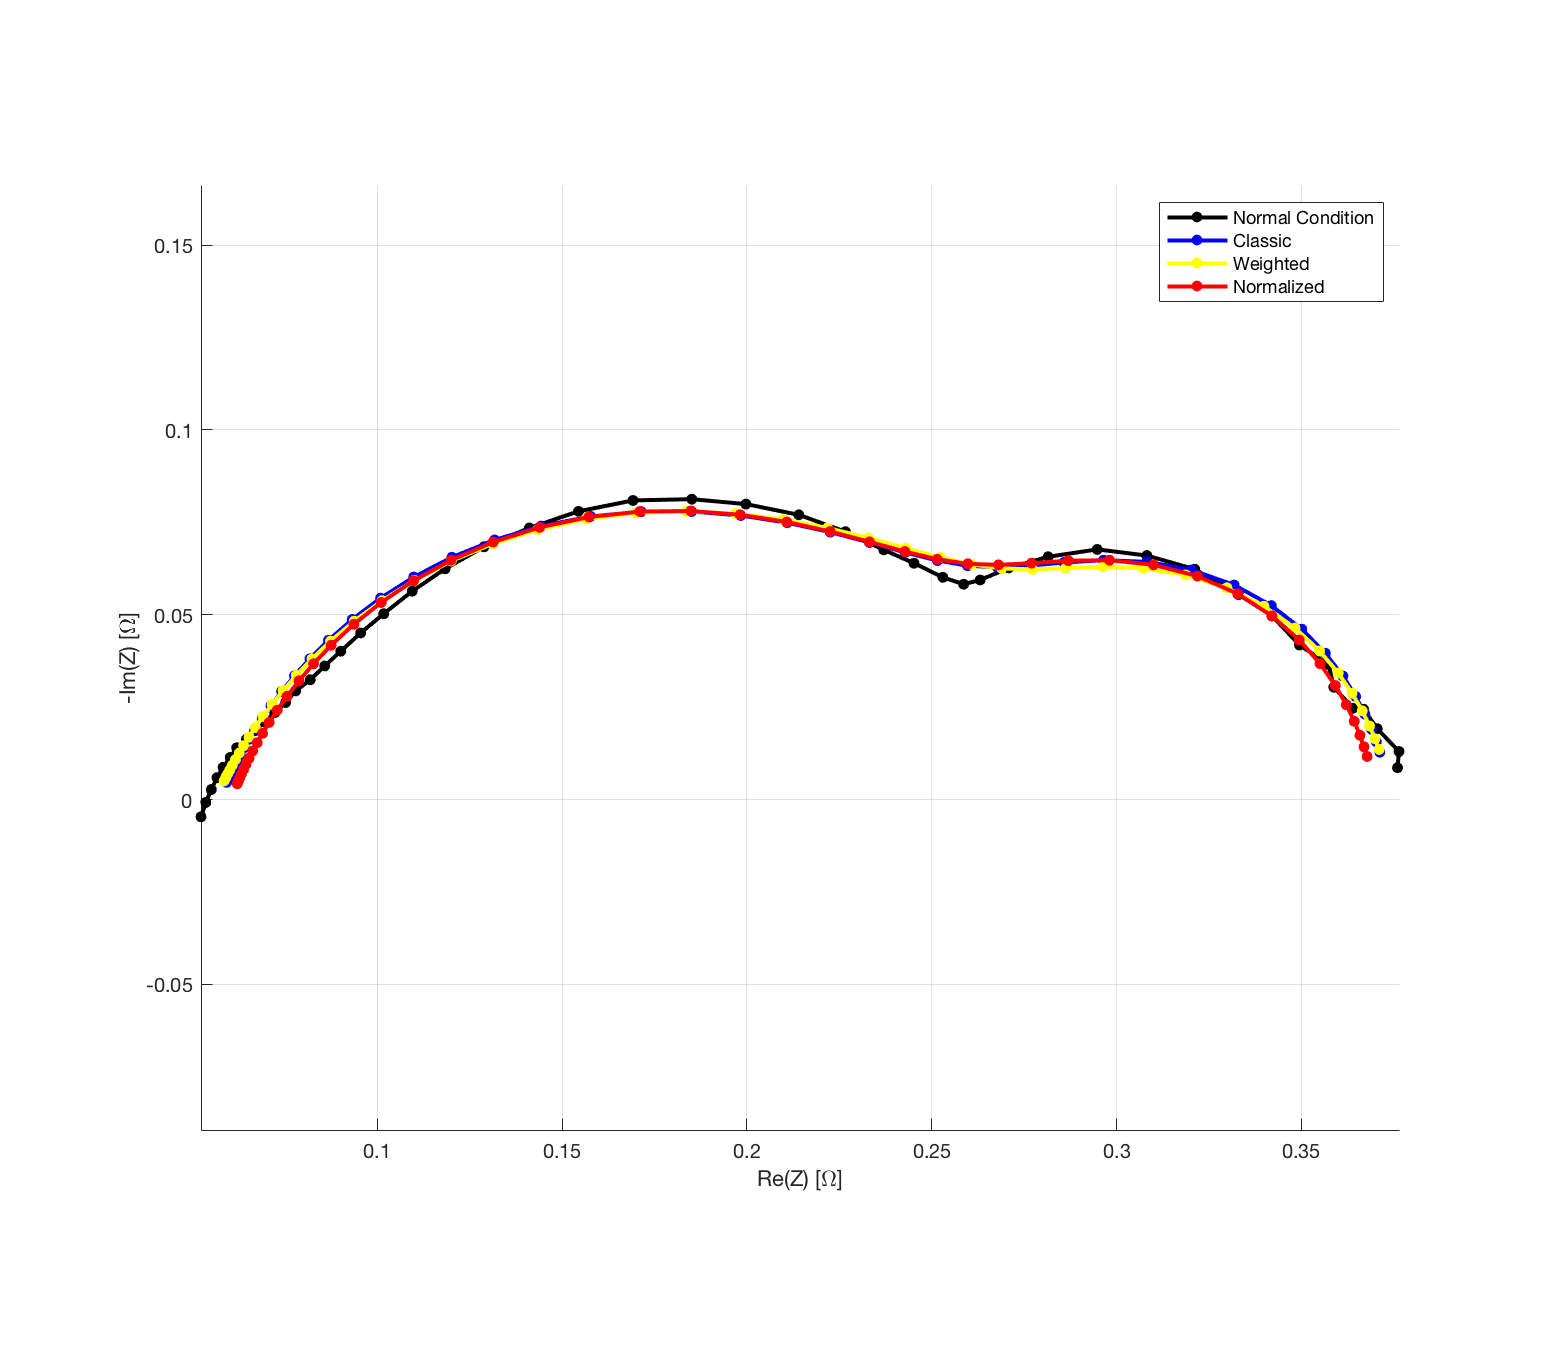 Normal Condition
Classic
Weighted
Normalized
0.15
0.1
0.05
0
-0.05
-Im(Z) [Ω]
0.1 0.15 0.2 0.25 0.3 0.35
Re(Z) [Ω]